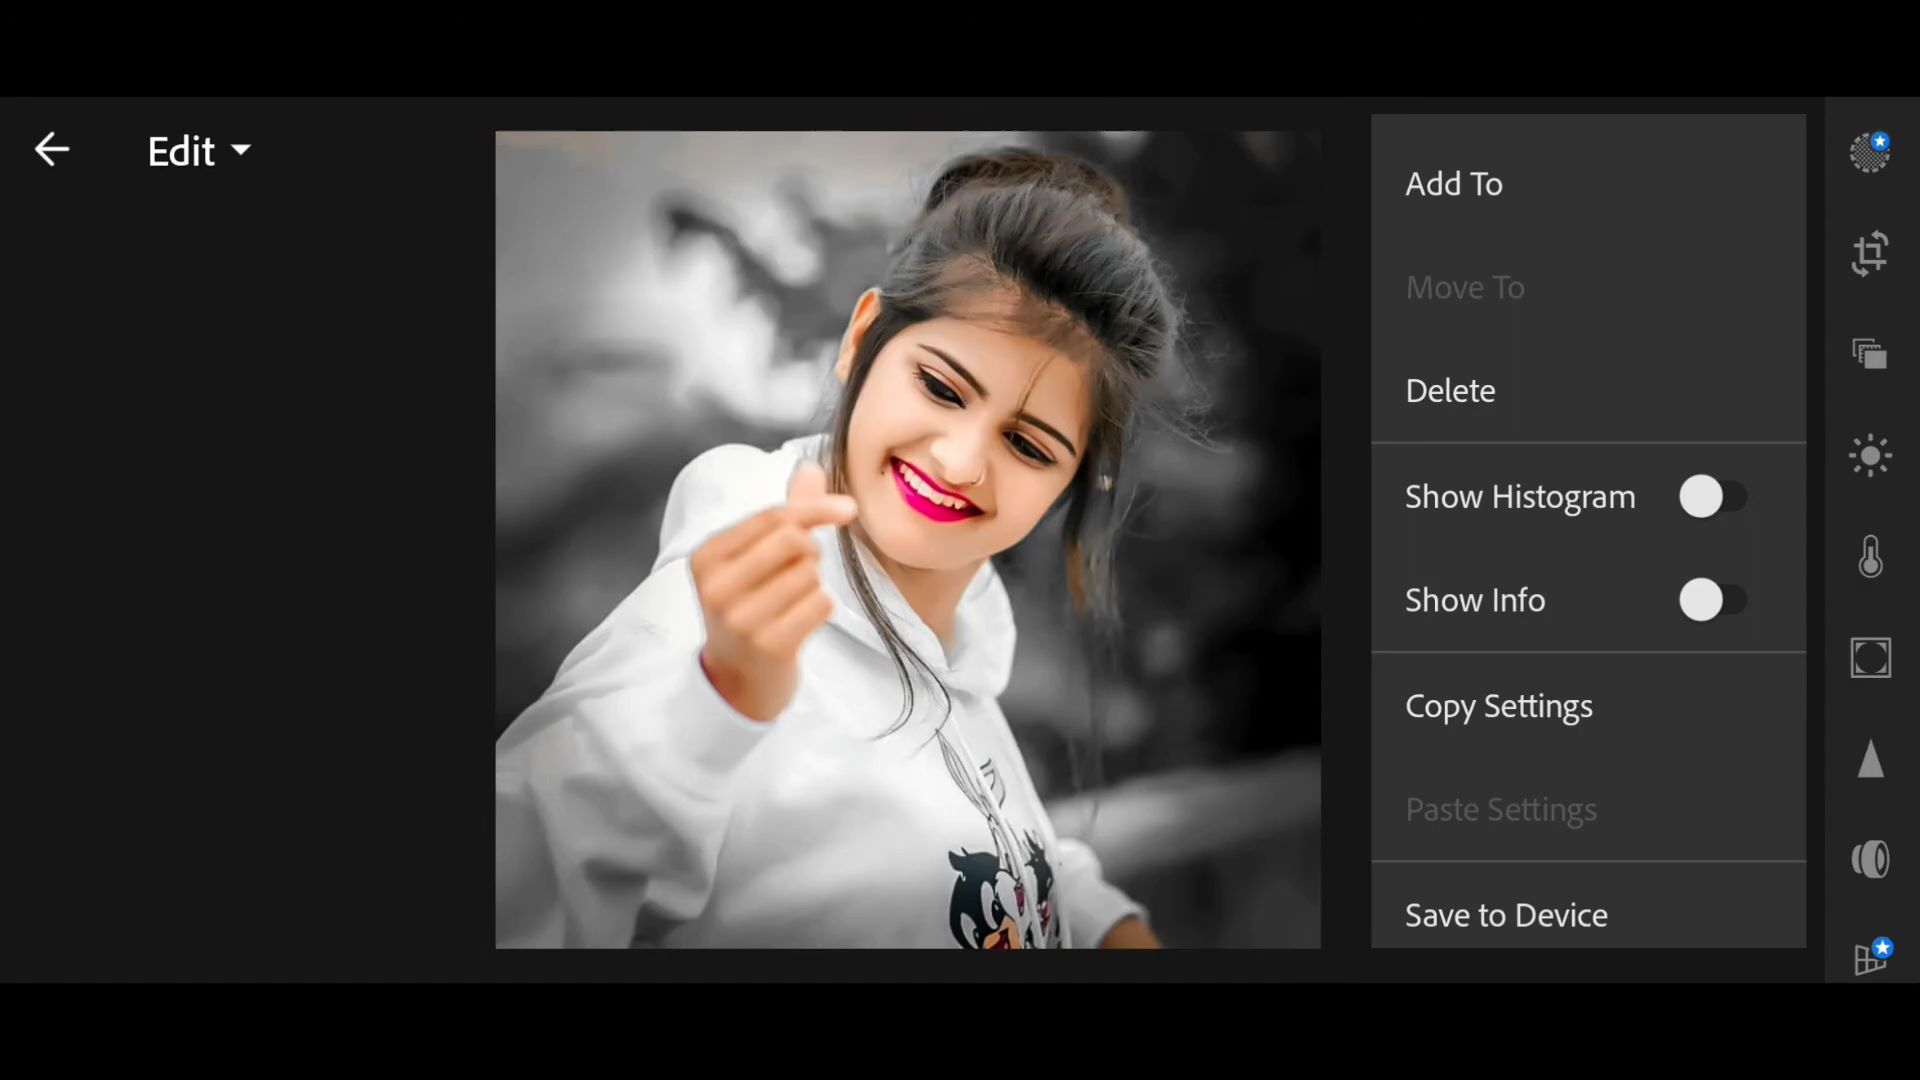 Edit
Add To
Move To
Delete
Show Histogram
Show Info
Copy Settings
Paste Settings
Save to Device